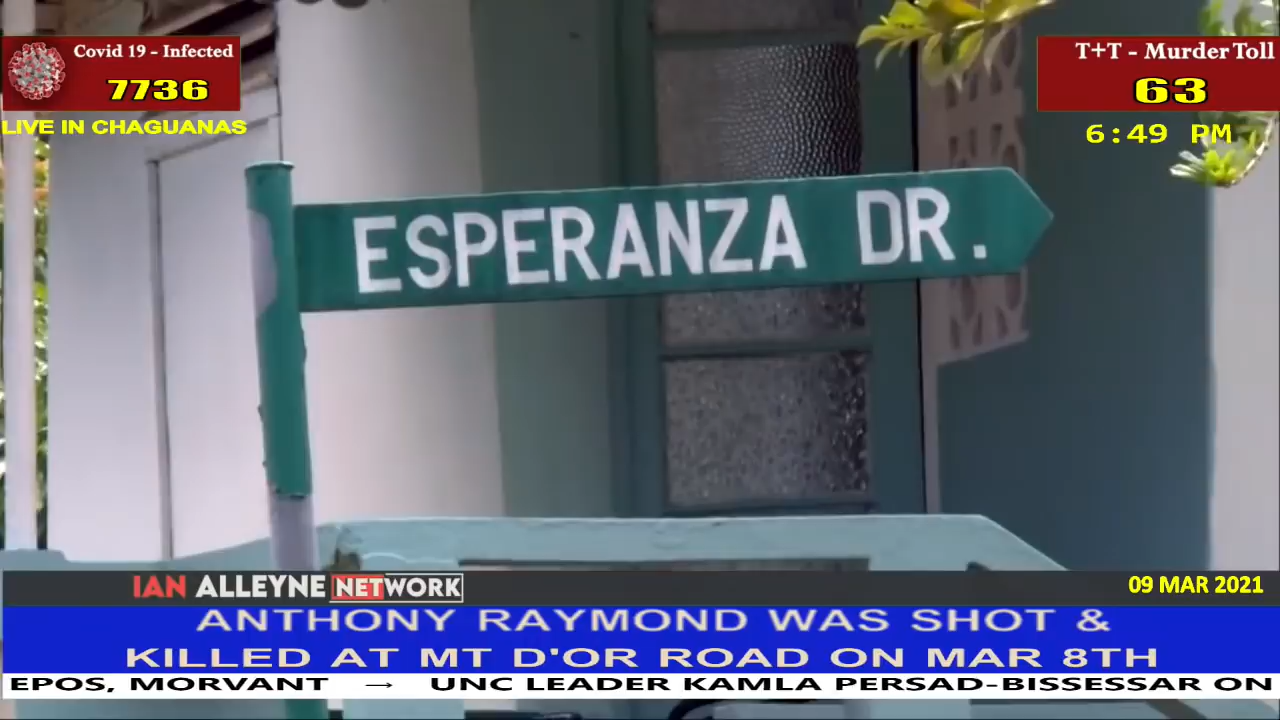 Covid 19 - Infected
7736
LIVE IN CHAGUANAS
T+T - Murder Toll
63
6:49 PM
ESPERANZA DR.
IAN ALLEYNE NETWORK
09 MAR 2021
ANTHONY RAYMOND WAS SHOT &
KILLED AT MT D'OR ROAD ON MAR 8TH
EPOS, MORVANT → UNC LEADER KAMLA PERSAD-BISSESSAR ON